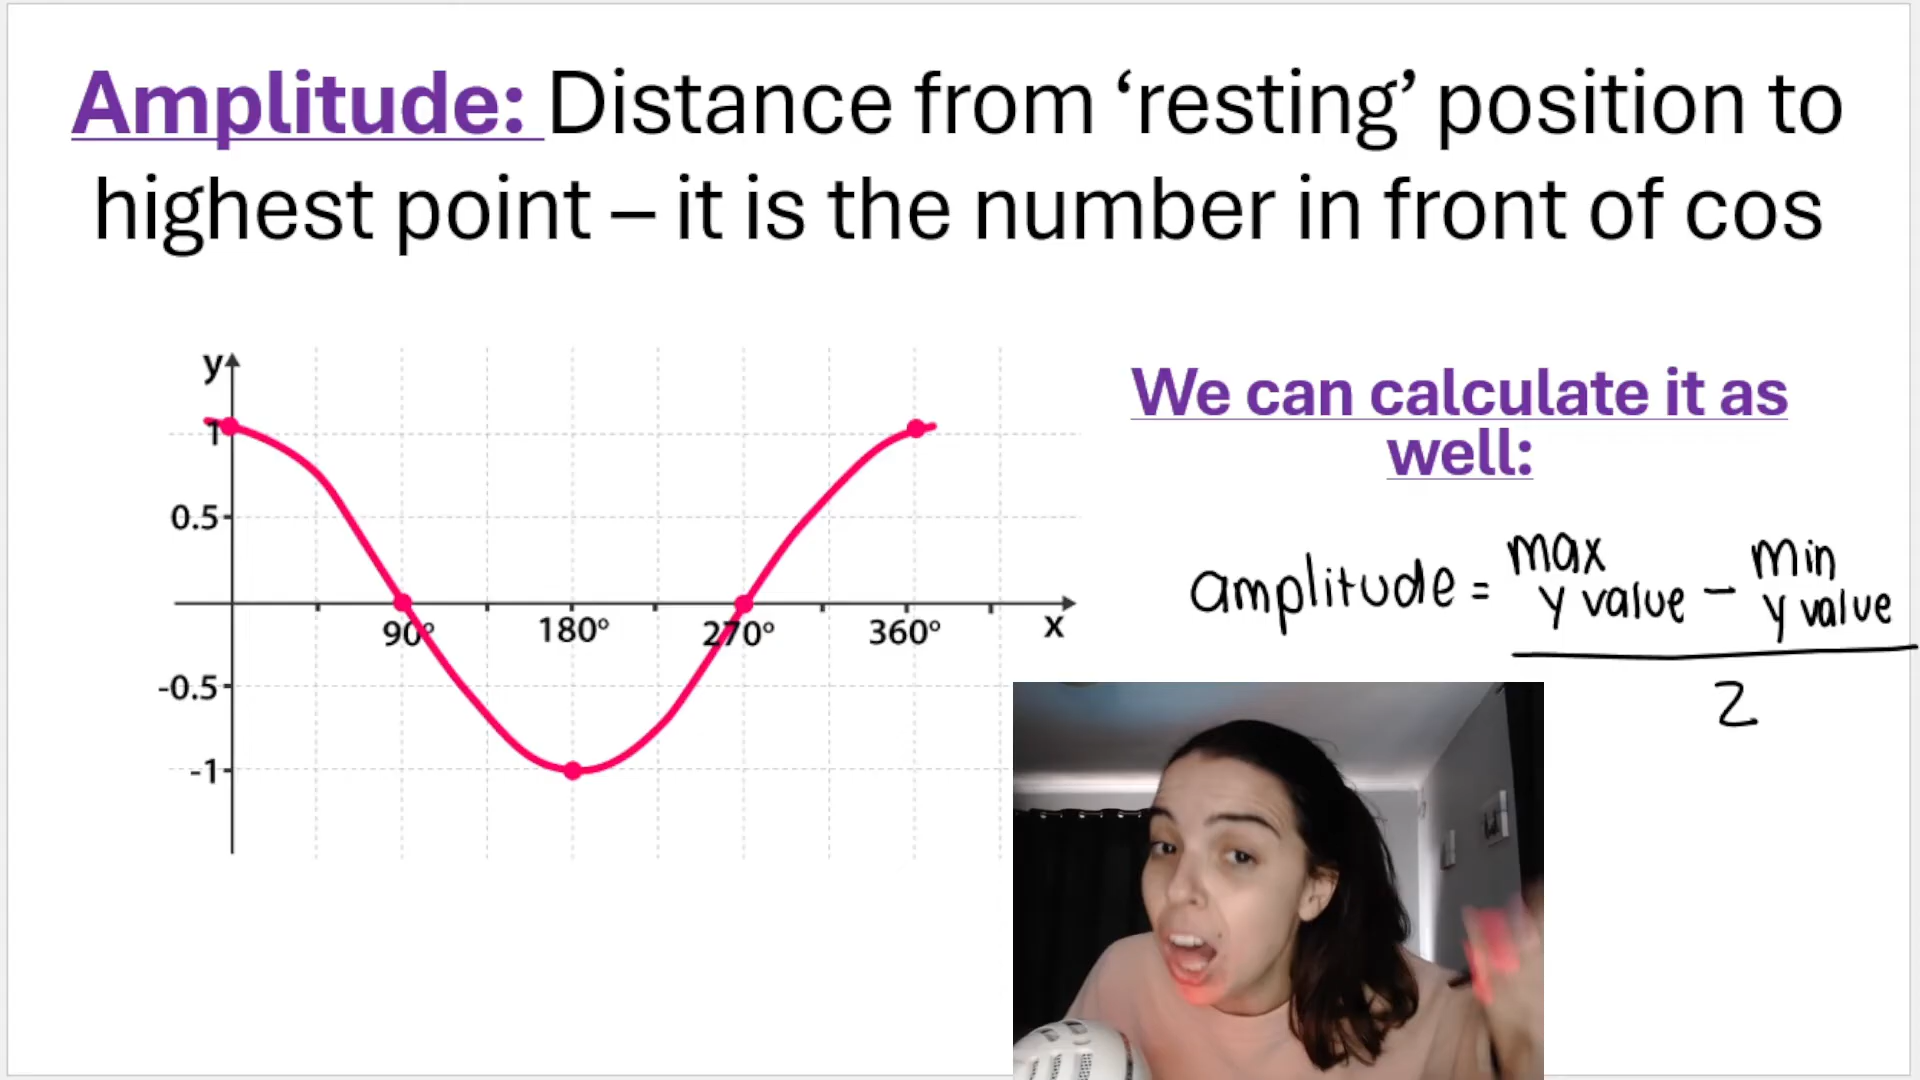 Amplitude: Distance from ‘resting’ position to
highest point – it is the number in front of cos
y
1
0.5
-0.5
-1
90°
180°
270°
360°
x
We can calculate it as
well:
amplitude = max y value – min y value
2